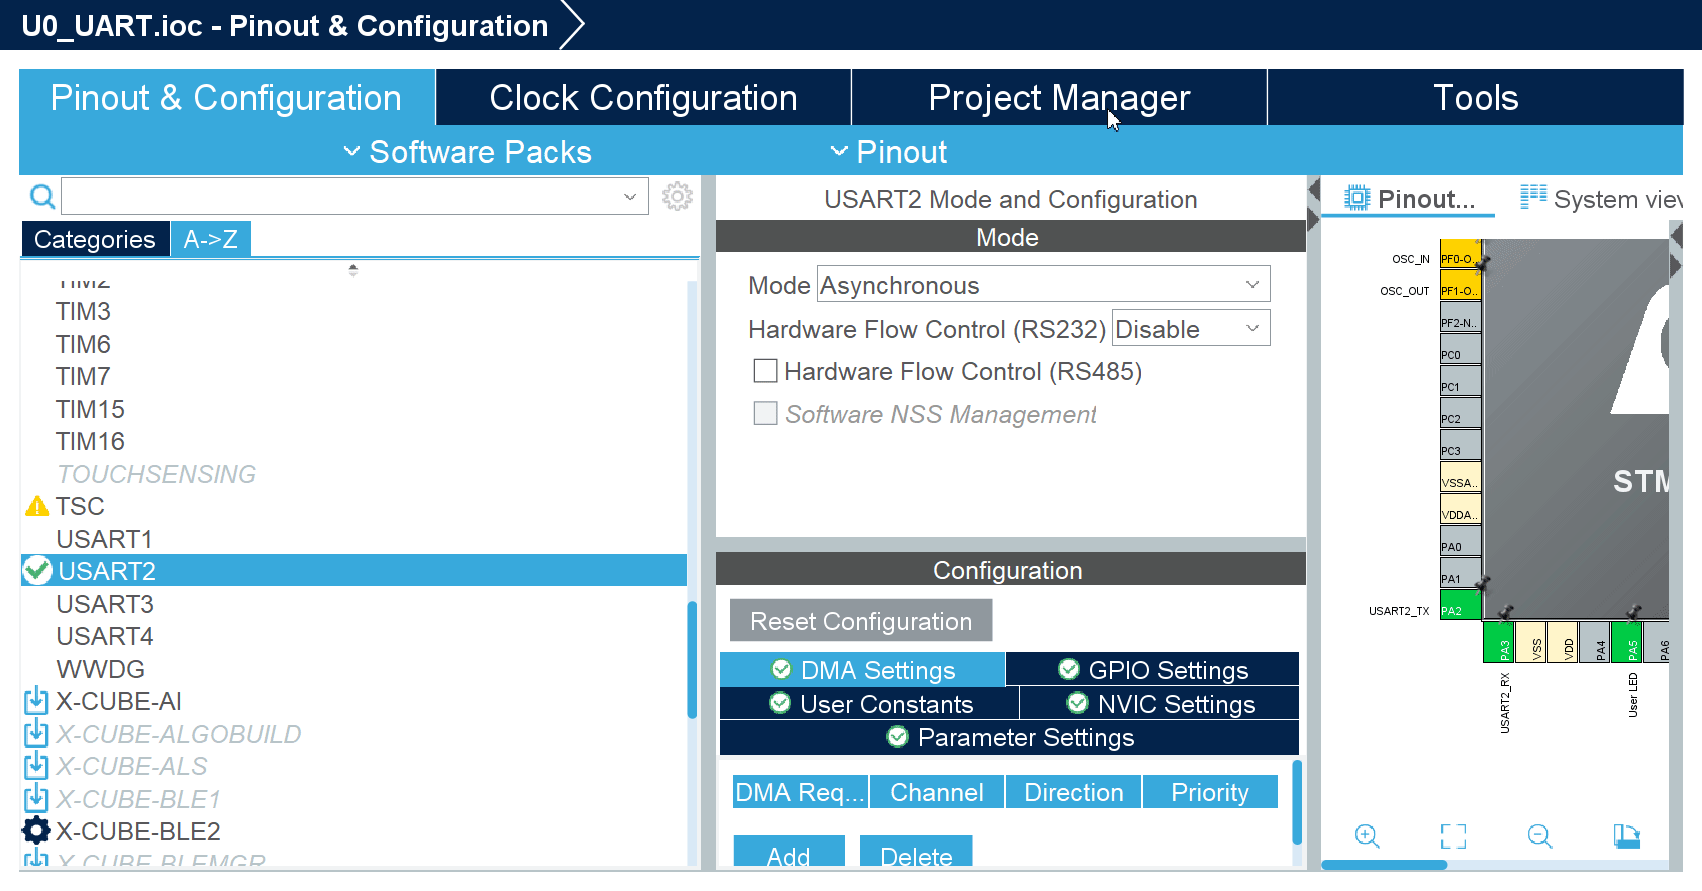 U0_UART.ioc - Pinout & Configuration
Pinout & Configuration
Clock Configuration
Project Manager
Tools
Software Packs
Pinout
Categories
A->Z
TIM2
TIM3
TIM6
TIM7
TIM15
TIM16
TOUCHSENSING
TSC
USART1
USART2
USART3
USART4
WWDG
X-CUBE-AI
X-CUBE-ALGOBUILD
X-CUBE-ALS
X-CUBE-BLE1
X-CUBE-BLE2
X-CUBE-BLEMGR
USART2 Mode and Configuration
Mode
Mode Asynchronous
Hardware Flow Control (RS232) Disable
Hardware Flow Control (RS485)
Software NSS Management
Configuration
Reset Configuration
DMA Settings
GPIO Settings
User Constants
NVIC Settings
Parameter Settings
DMA Req...
Channel
Direction
Priority
Add
Delete
Pinout...
System view
OSC_IN
PF0-O..
OSC_OUT
PF1-O..
PF2-N..
PC0
PC1
PC2
PC3
VSSA..
VDDA..
PA0
PA1
USART2_TX
PA2
STM
PA3
VSS
VDD
PA4
PA5
PA6
USART2_RX
User LED